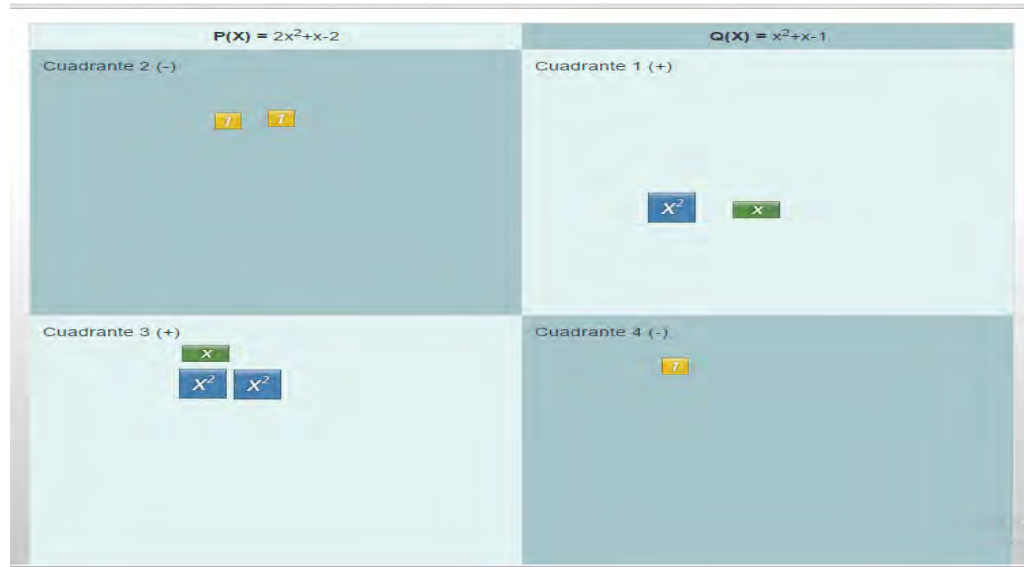 P(X) = 2x²+x-2
Q(X) = x²+x-1
Cuadrante 2 (-)
Cuadrante 1 (+)
1 1
X² x
Cuadrante 3 (+)
Cuadrante 4 (-)
x
1
X² X²